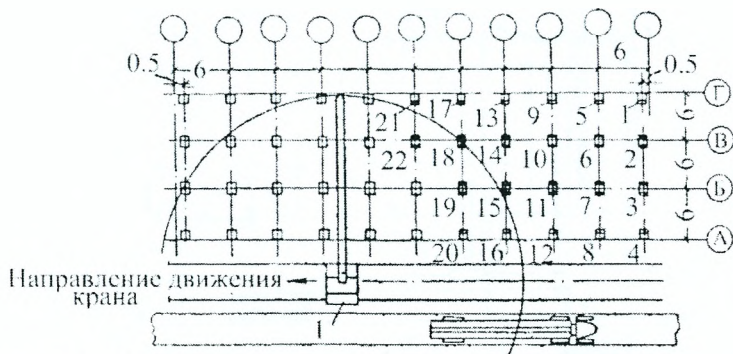 6
0.5 6 0.5
21 17 13 9 5 1 Г
6
22 18 14 10 6 2 В
6
19 15 11 7 3 Б
6
20 16 12 8 4 А
Направление движения
крана
1